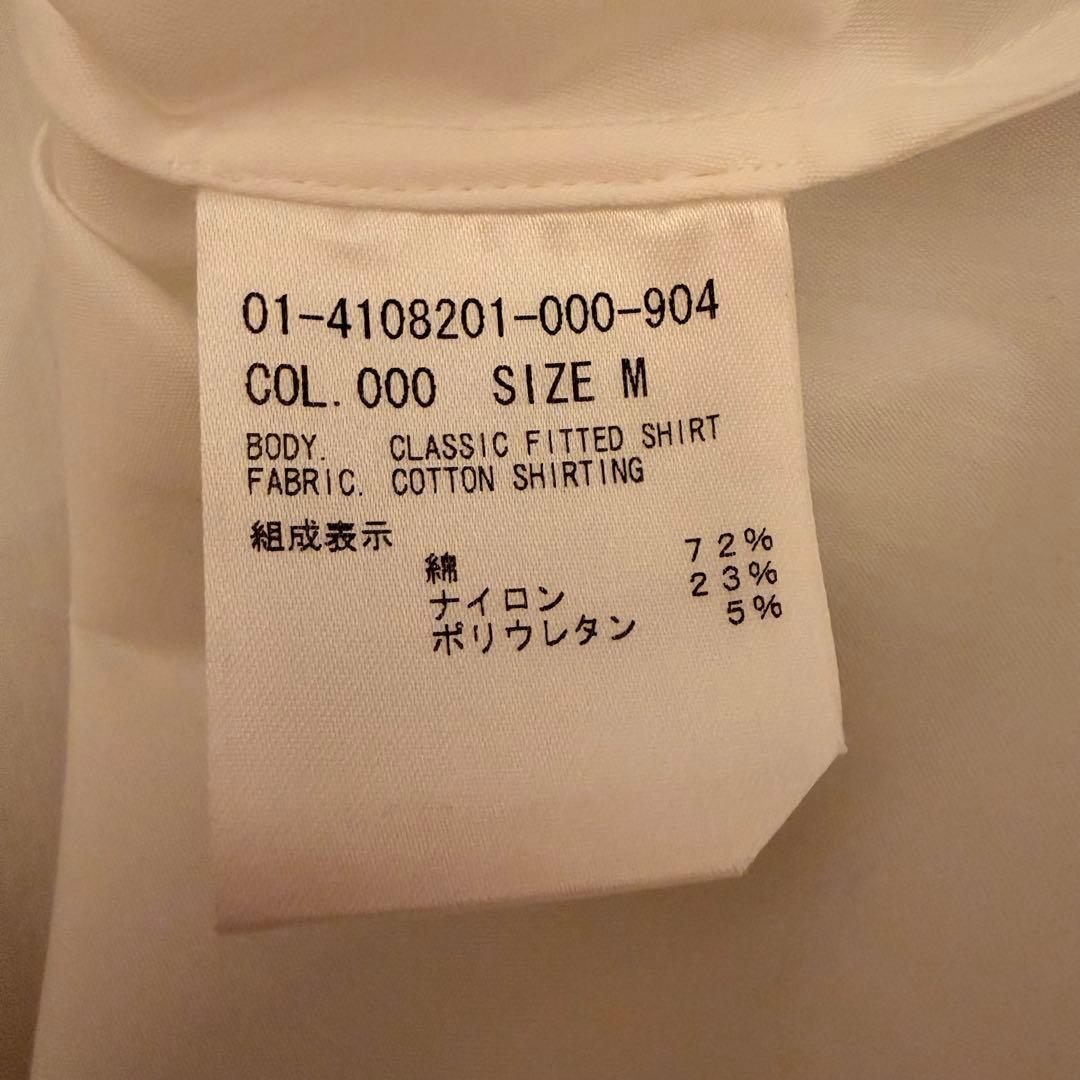 01-4108201-000-904
COL.000 SIZE M
BODY. CLASSIC FITTED SHIRT
FABRIC. COTTON SHIRTING
組成表示
綿 72%
ナイロン 23%
ポリウレタン 5%